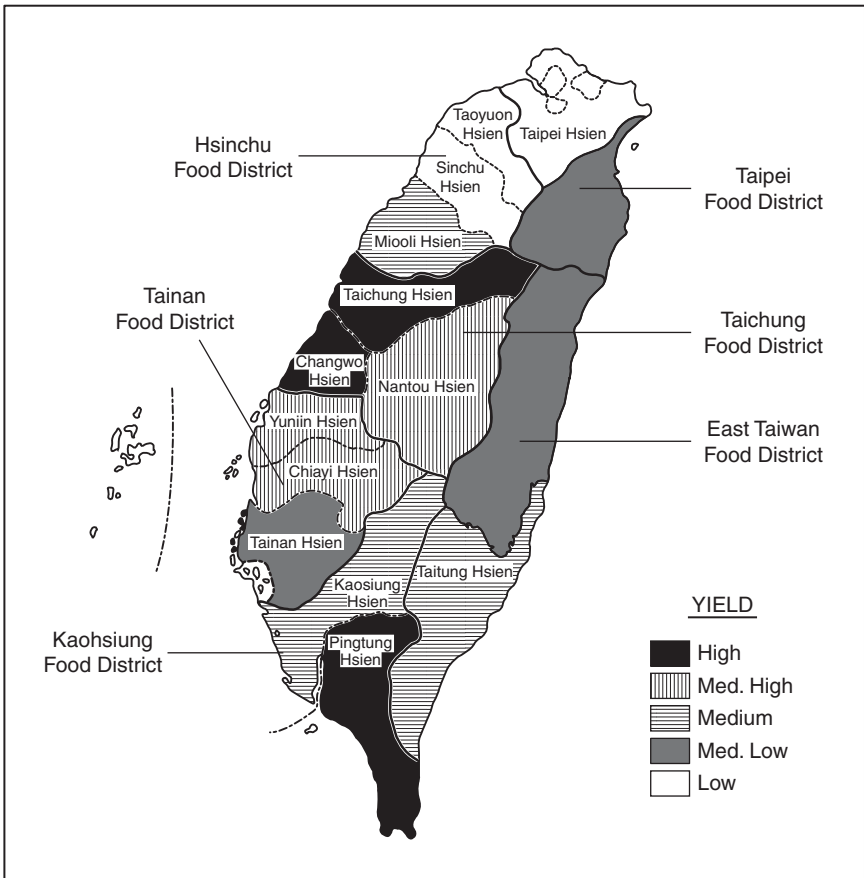 Taoyuon
Hsien
Taipei Hsien
Hsinchu
Food District
Sinchu
Hsien
Taipei
Food District
Miooli Hsien
Tainan
Food District
Taichung Hsien
Taichung
Food District
Changwo
Hsien
Nantou Hsien
Yuniin Hsien
East Taiwan
Food District
Chiayi Hsien
Tainan Hsien
Kaosiung
Hsien
Taitung Hsien
Kaohsiung
Food District
Pingtung
Hsien
YIELD
High
Med. High
Medium
Med. Low
Low